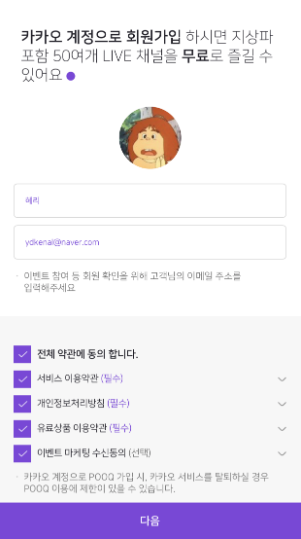 카카오 계정으로 회원가입 하시면 지상파
포함 50여개 LIVE 채널을 무료로 즐길 수
있어요
혜리
ydkenal@naver.com
· 이벤트 참여 등 회원 확인을 위해 고객님의 이메일 주소를
입력해주세요
전체 약관에 동의 합니다.
서비스 이용약관 (필수)
개인정보처리방침 (필수)
유료상품 이용약관 (필수)
이벤트 마케팅 수신동의 (선택)
· 카카오 계정으로 POOQ 가입 시, 카카오 서비스를 탈퇴하실 경우
POOQ 이용에 제한이 있을 수 있습니다.
다음